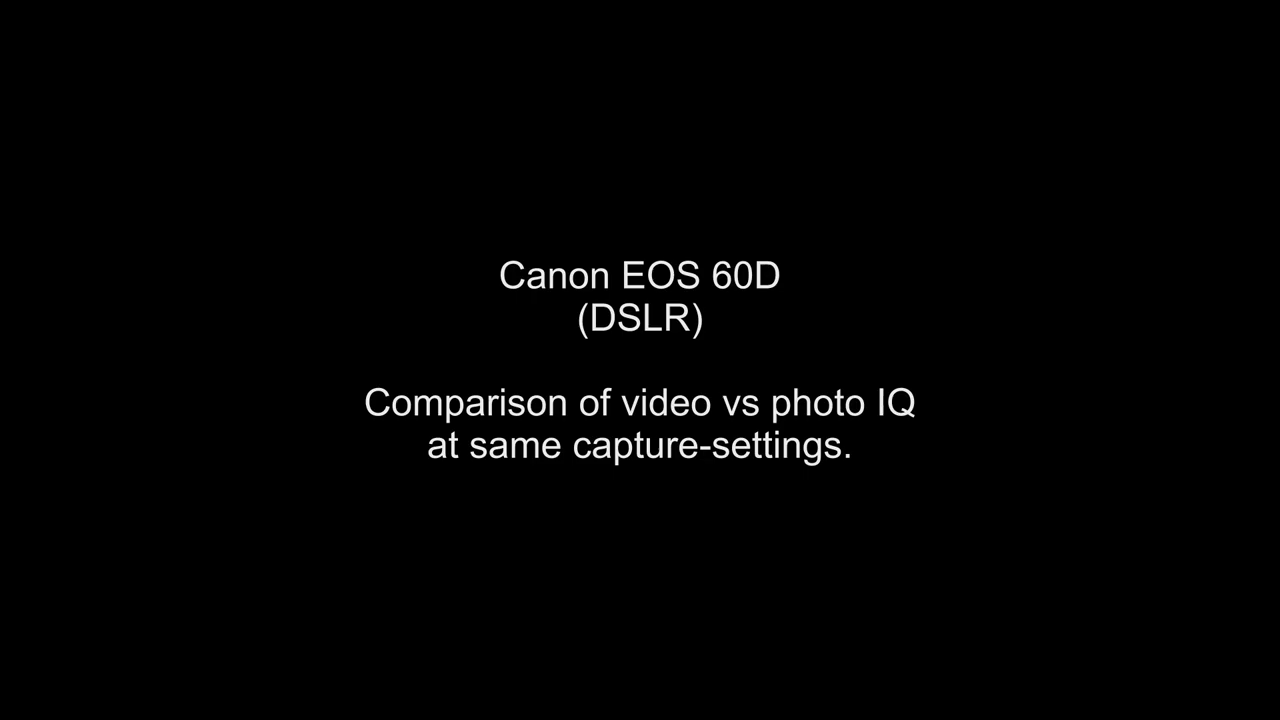 Canon EOS 60D
(DSLR)
Comparison of video vs photo IQ
at same capture-settings.